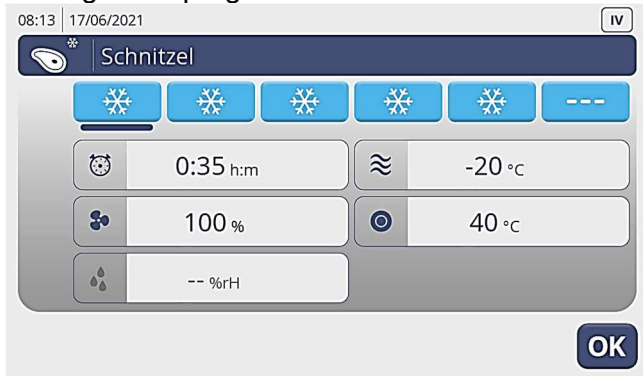 08:13 17/06/2021 IV
Schnitzel
---
0:35 h:m -20 °C
100 % 40 °C
-- %rH
OK